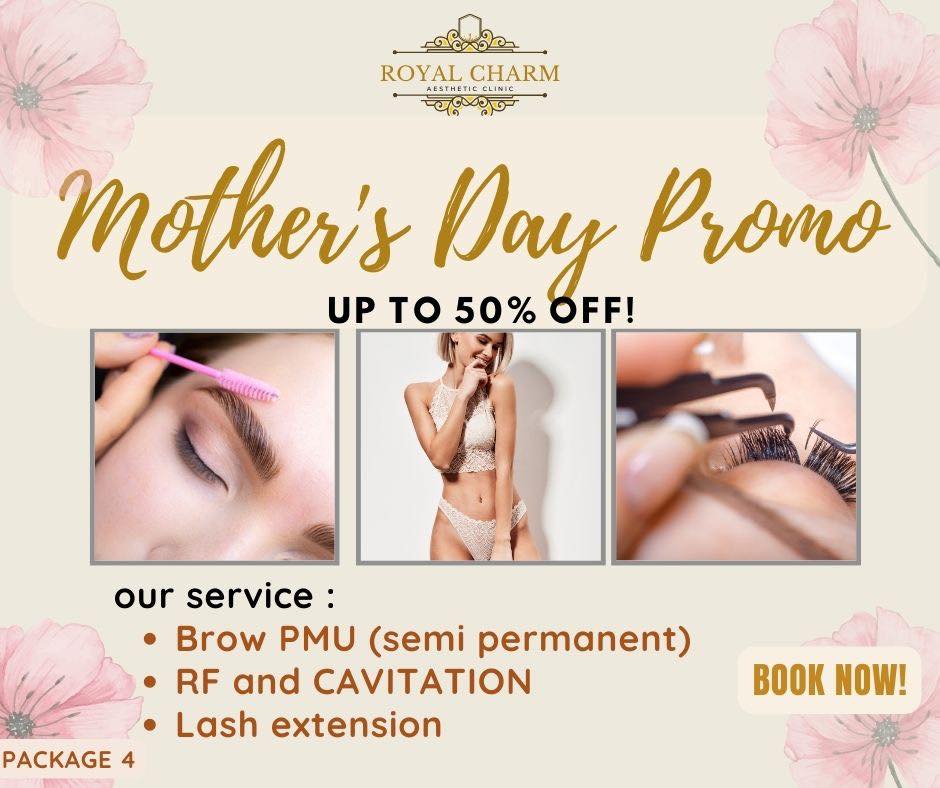 ROYAL CHARM
AESTHETIC CLINIC
Mother's Day Promo
UP TO 50% OFF!
our service :
• Brow PMU (semi permanent)
• RF and CAVITATION
• Lash extension
BOOK NOW!
PACKAGE 4